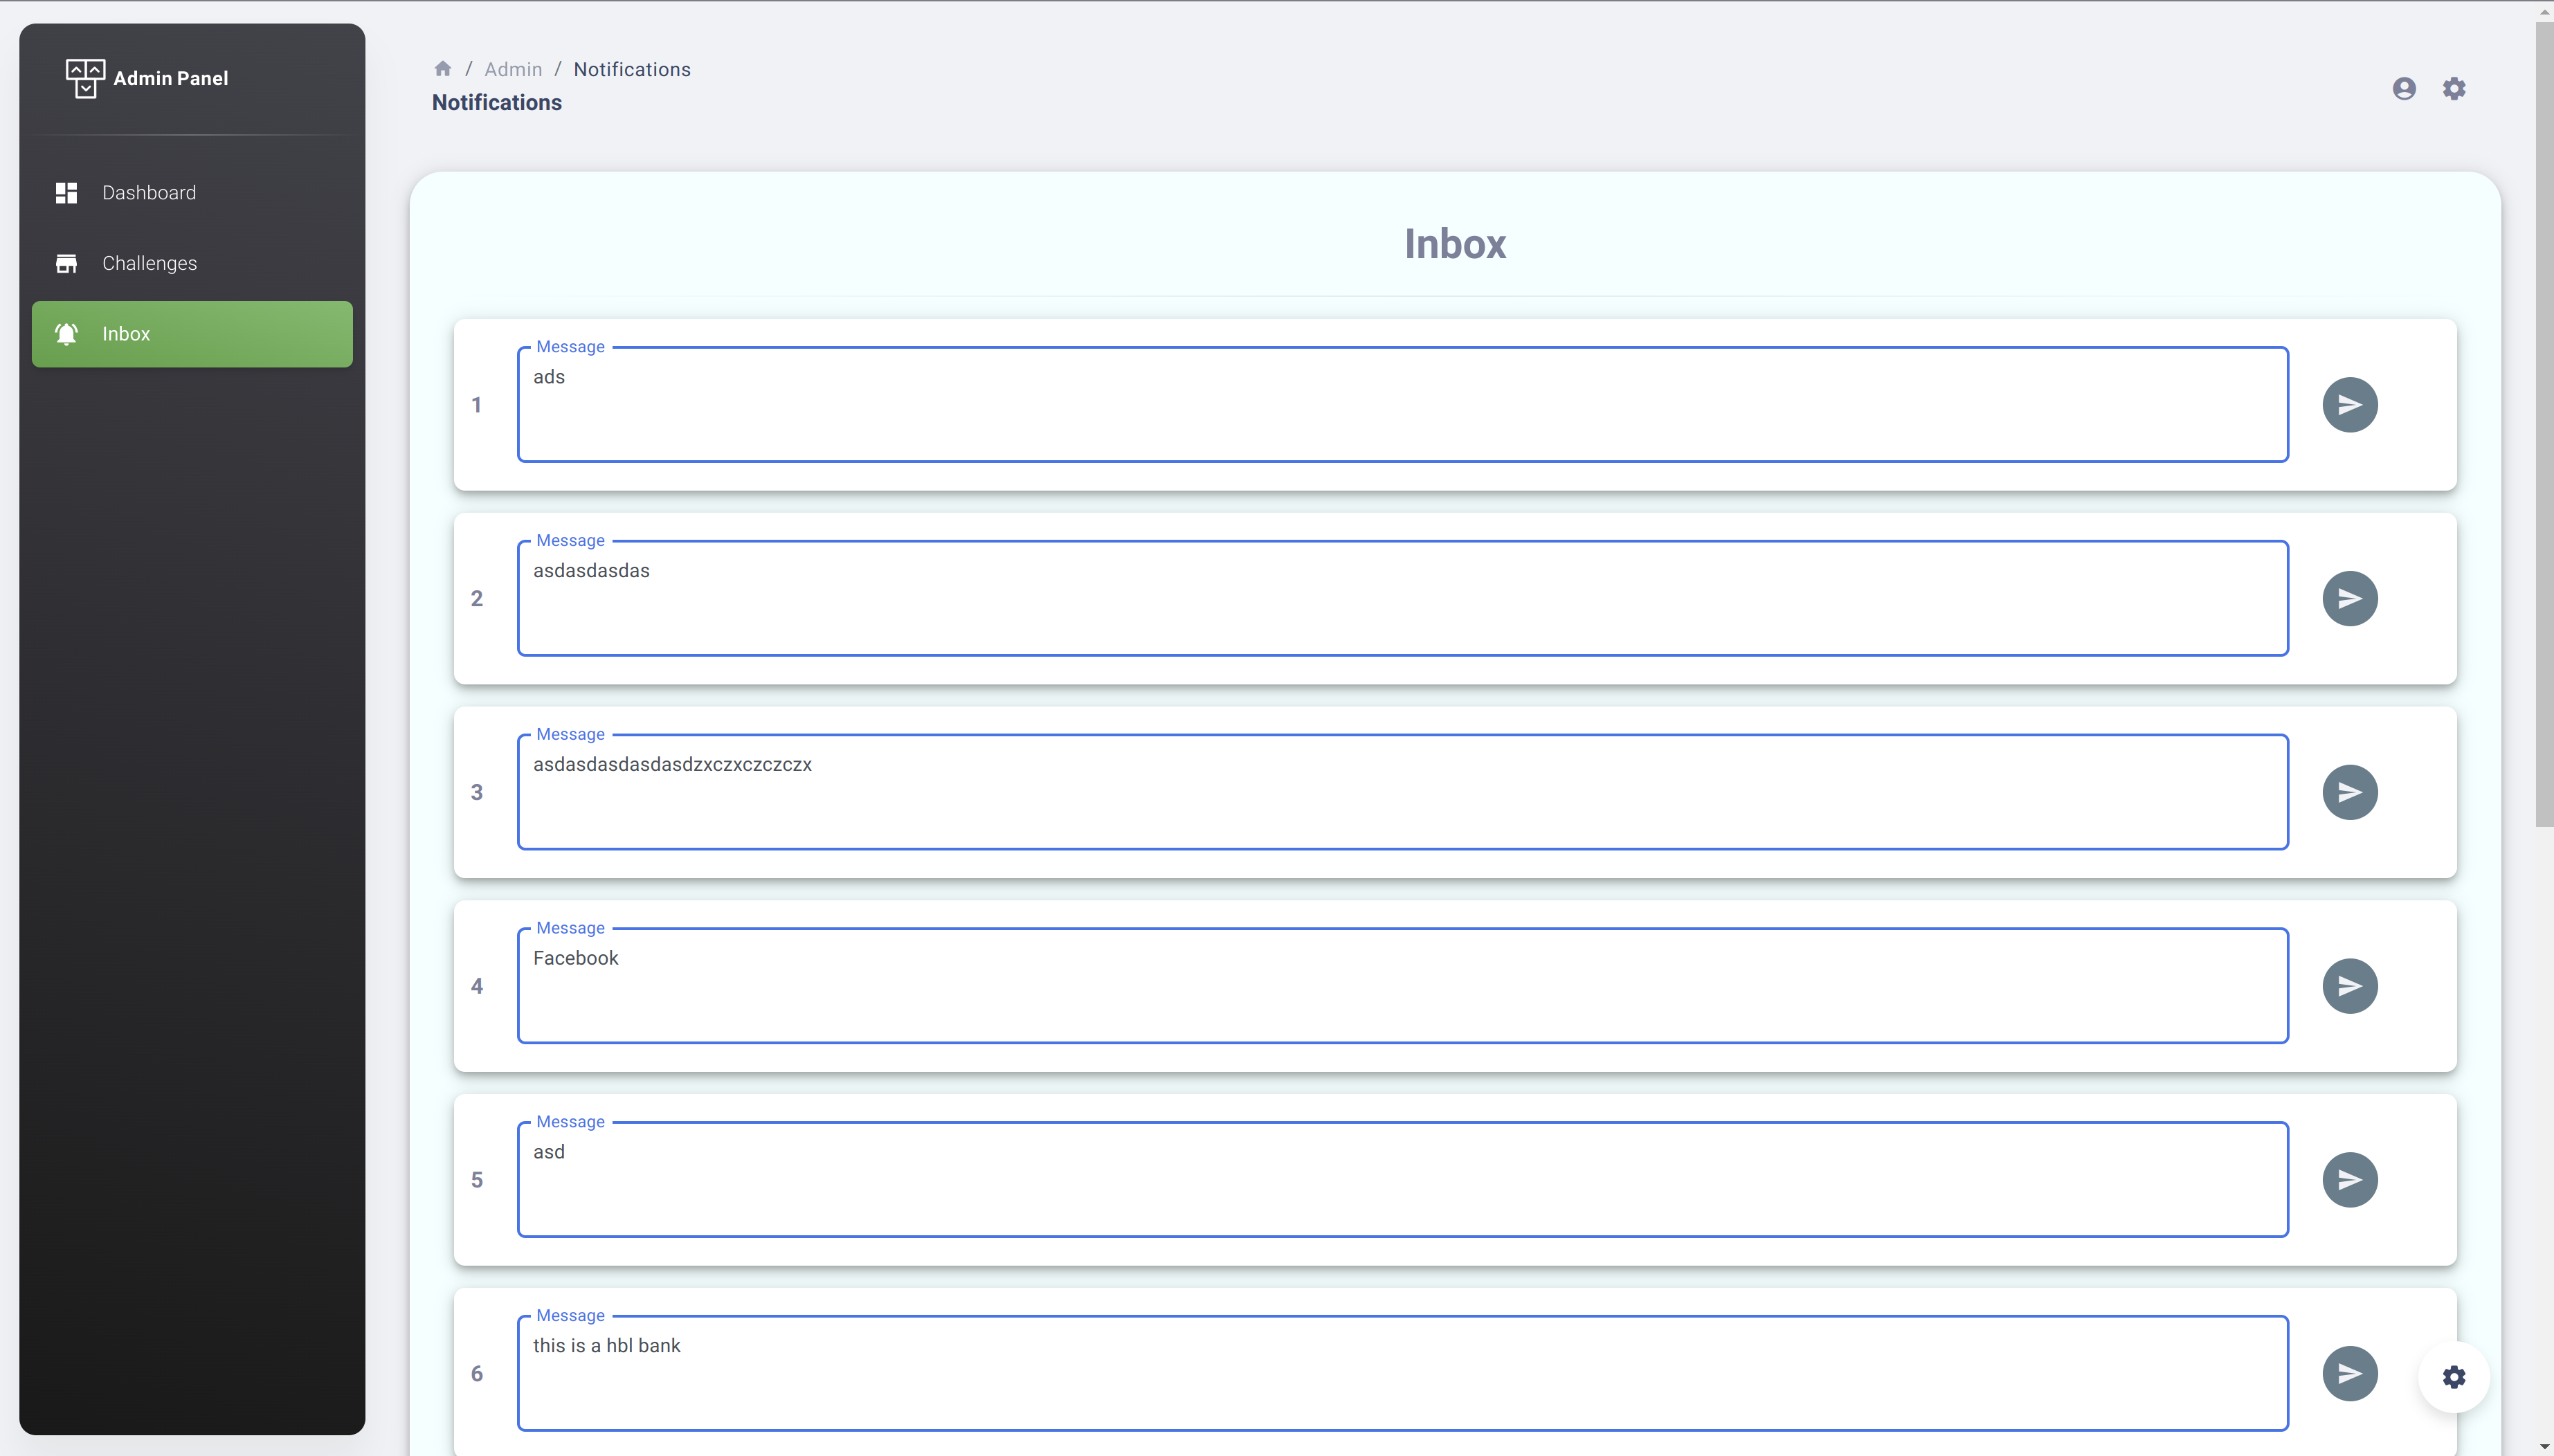 Admin Panel
Dashboard
Challenges
Inbox
/ Admin / Notifications
Notifications
Inbox
Message
1
ads
Message
2
asdasdasdas
Message
3
asdasdasdasdasdzxczxczczczx
Message
4
Facebook
Message
5
asd
Message
6
this is a hbl bank